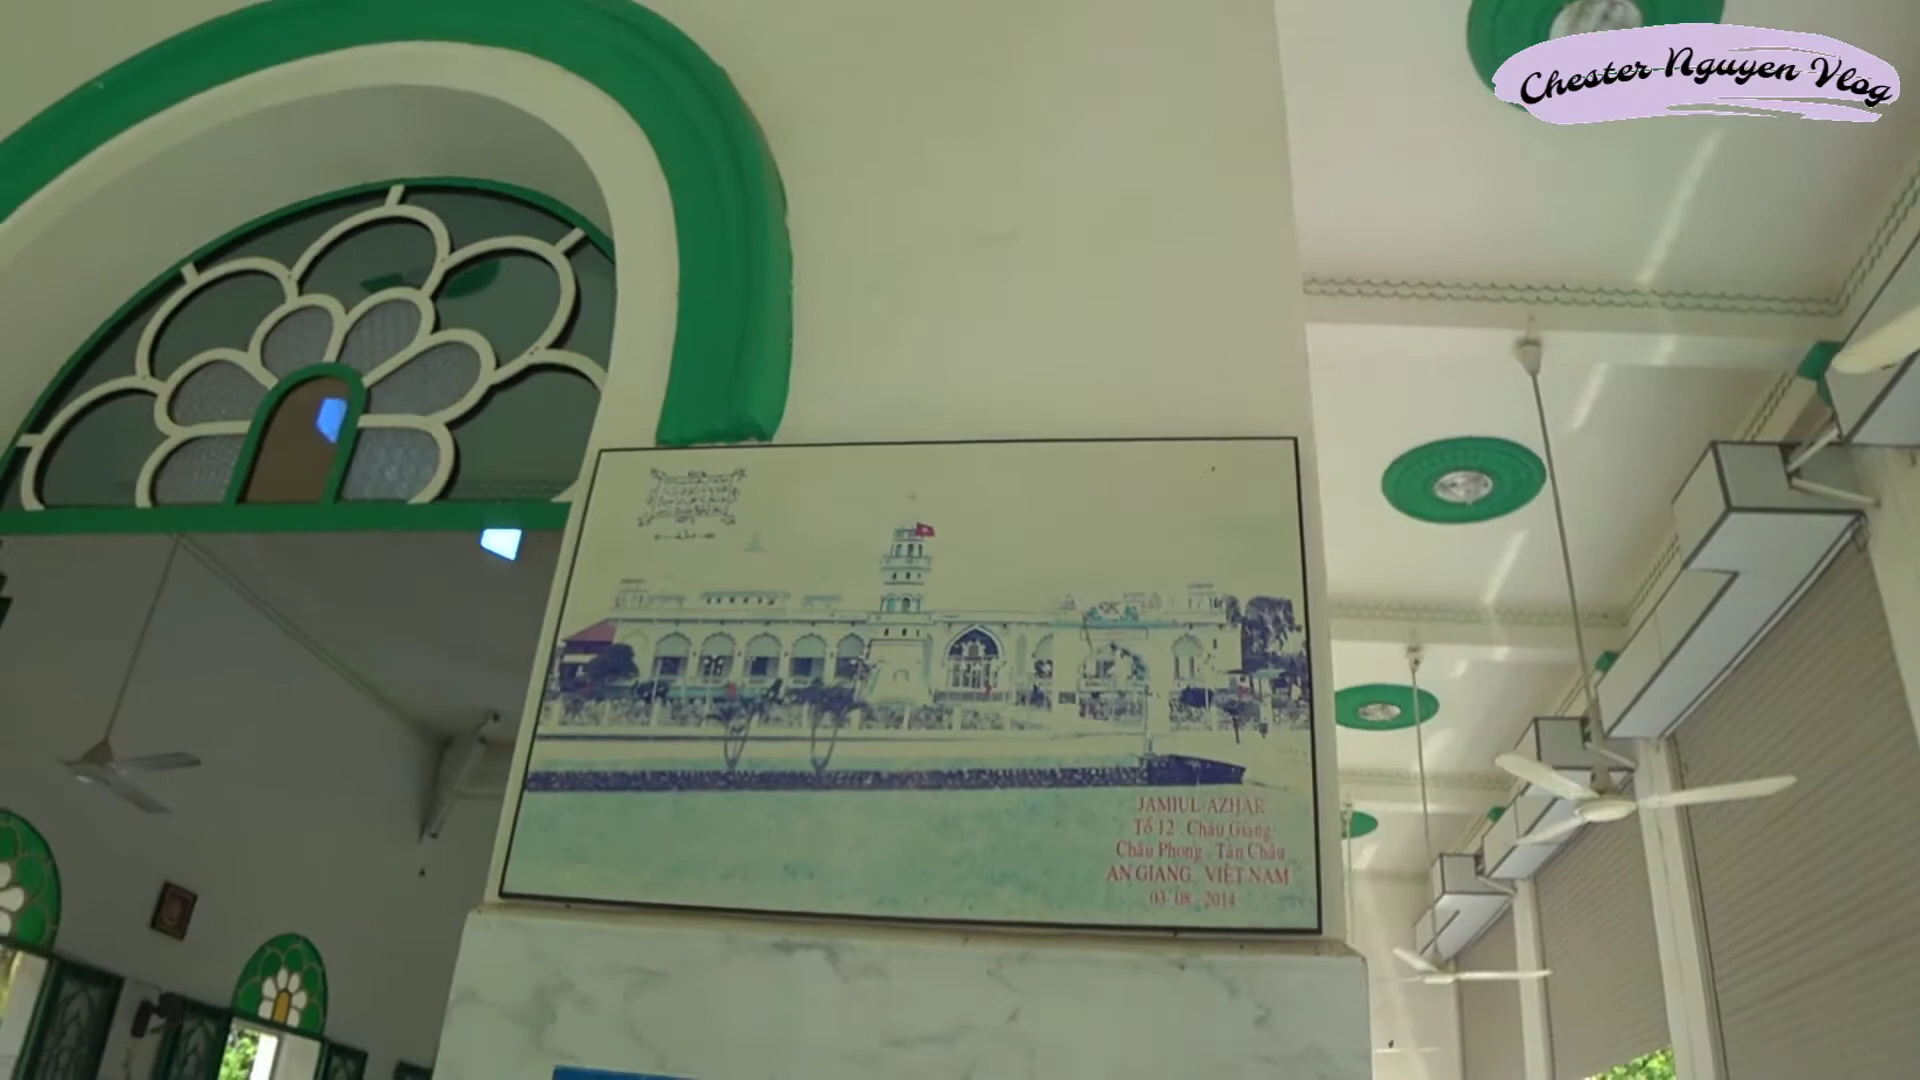 Chester Nguyen Vlog
JAMIUL AZHAR
Tổ 12 . Châu Giang
Châu Phong . Tân Châu
AN GIANG . VIỆT NAM
03 08 2014